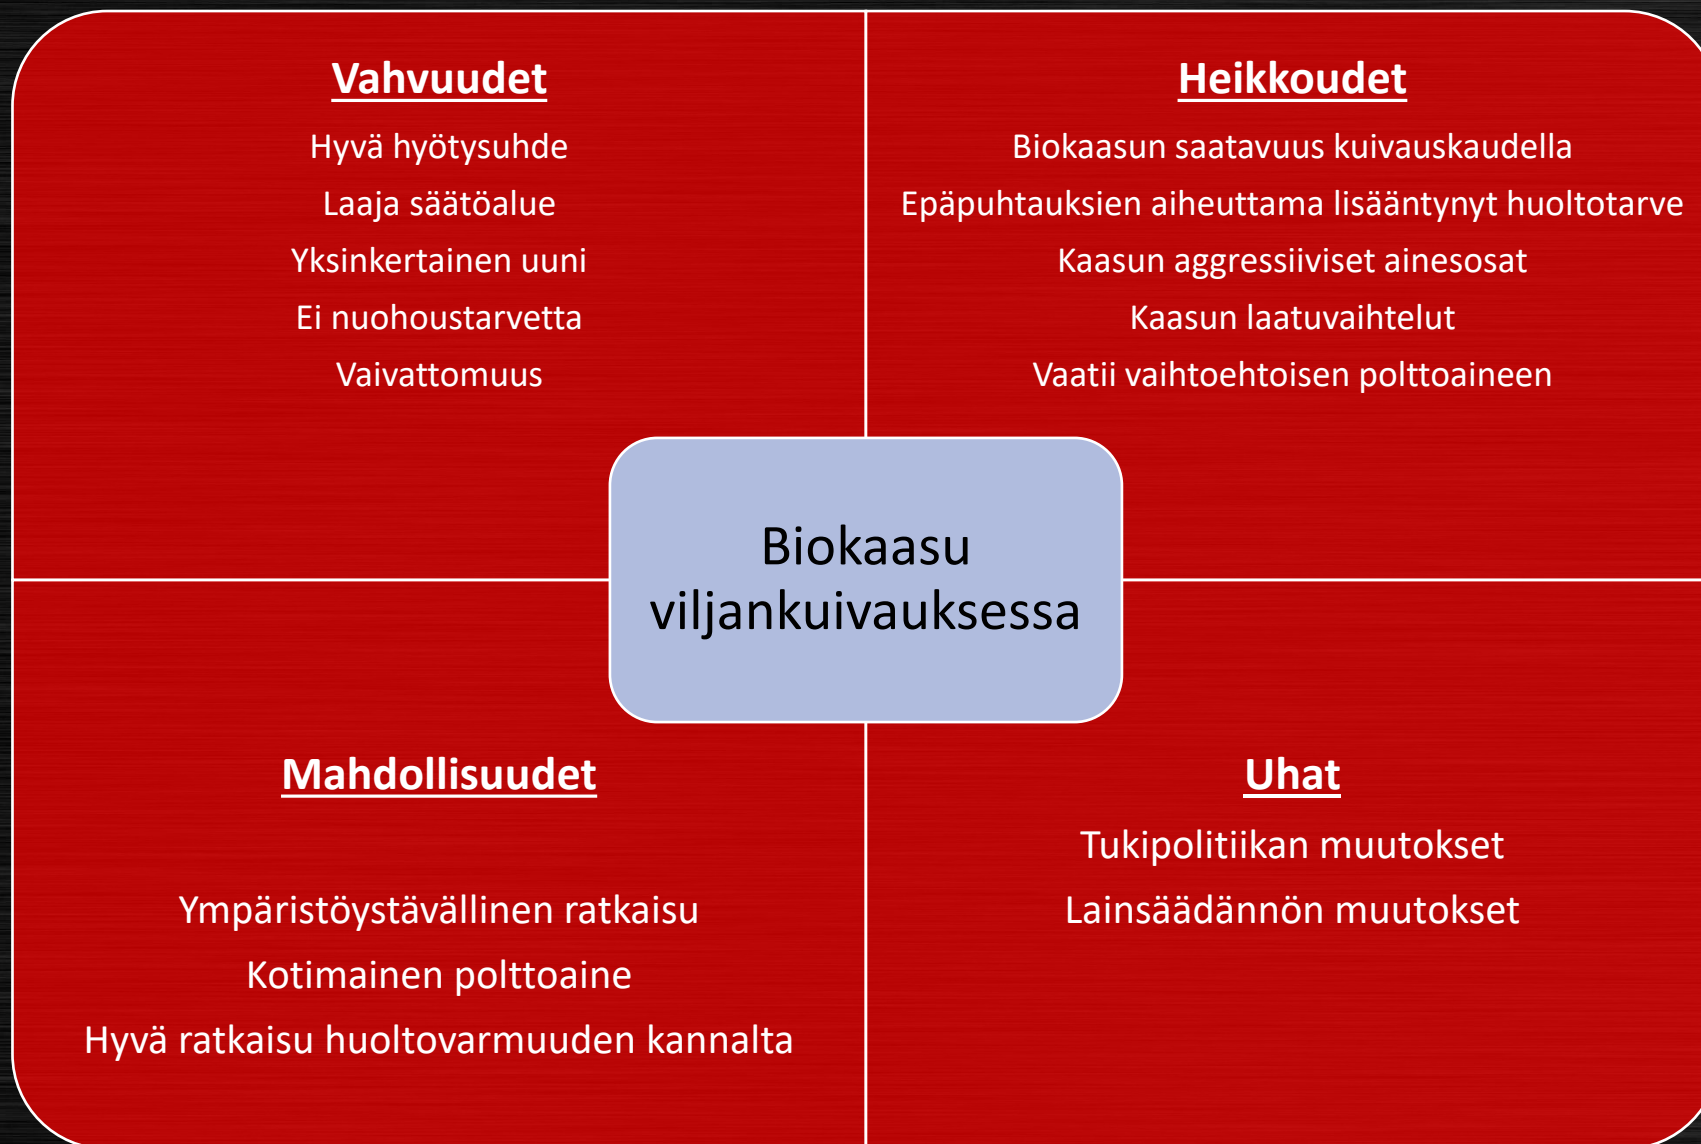 Vahvuudet
Hyvä hyötysuhde
Laaja säätöalue
Yksinkertainen uuni
Ei nuohoustarvetta
Vaivattomuus
Heikkoudet
Biokaasun saatavuus kuivauskaudella
Epäpuhtauksien aiheuttama lisääntynyt huoltotarve
Kaasun aggressiiviset ainesosat
Kaasun laatuvaihtelut
Vaatii vaihtoehtoisen polttoaineen
Biokaasu
viljankuivauksessa
Mahdollisuudet
Ympäristöystävällinen ratkaisu
Kotimainen polttoaine
Hyvä ratkaisu huoltovarmuuden kannalta
Uhat
Tukipolitiikan muutokset
Lainsäädännön muutokset